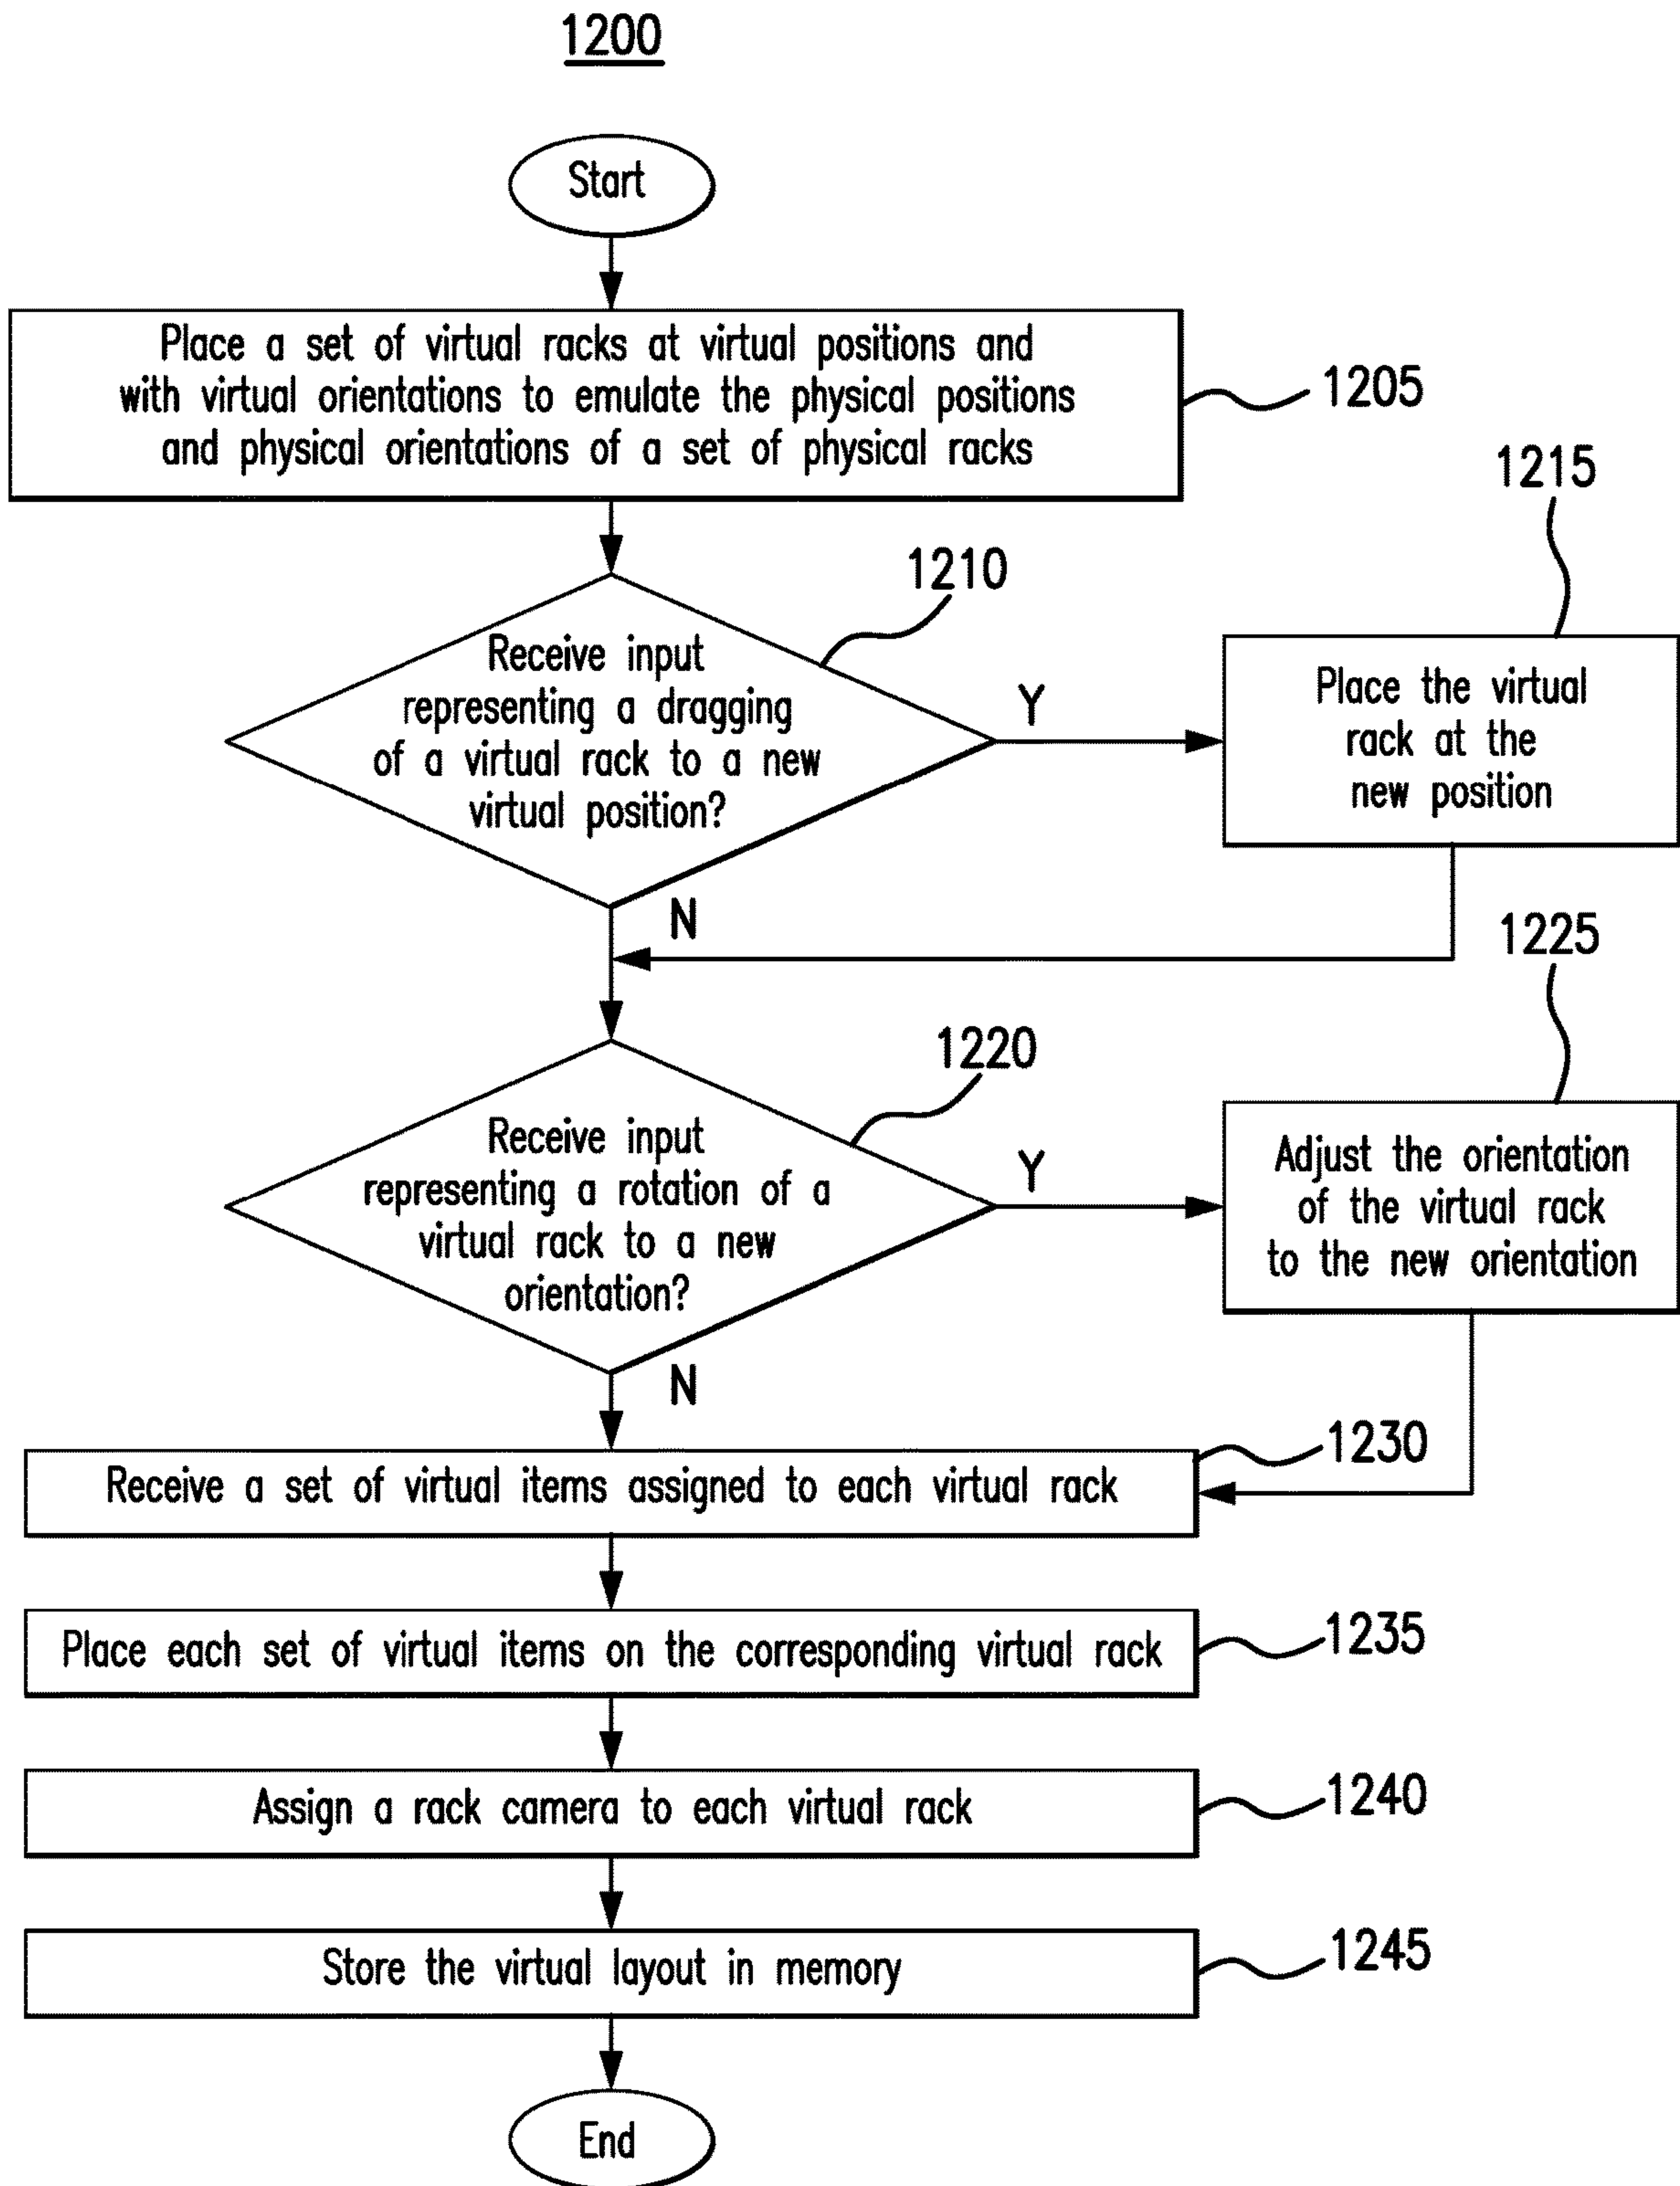 1200
Start
Place a set of virtual racks at virtual positions and
with virtual orientations to emulate the physical positions
and physical orientations of a set of physical racks
1205
1210
Receive input
representing a dragging
of a virtual rack to a new
virtual position?
Y
N
1215
Place the virtual
rack at the
new position
1220
Receive input
representing a rotation of a
virtual rack to a new
orientation?
Y
N
1225
Adjust the orientation
of the virtual rack
to the new orientation
Receive a set of virtual items assigned to each virtual rack
1230
Place each set of virtual items on the corresponding virtual rack
1235
Assign a rack camera to each virtual rack
1240
Store the virtual layout in memory
1245
End